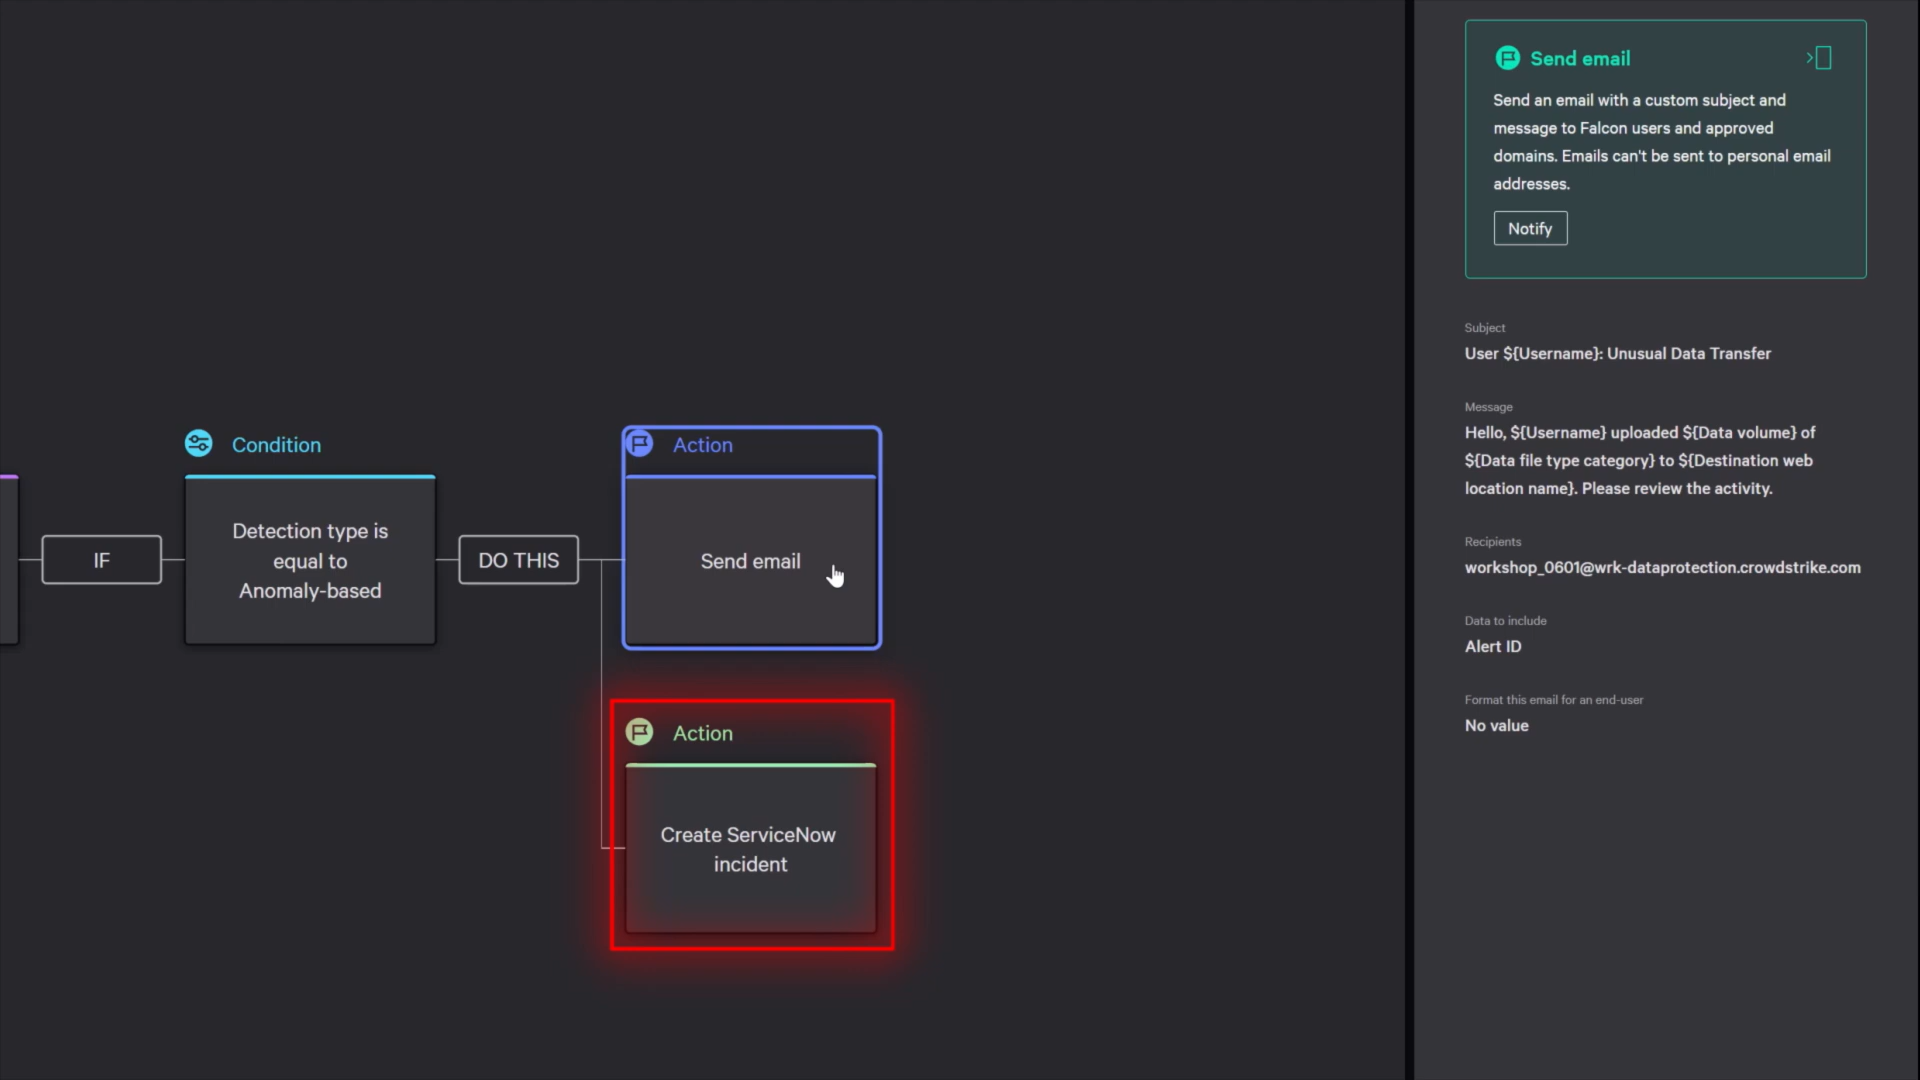 Condition
IF
Detection type is
equal to
Anomaly-based
DO THIS
Action
Send email
Action
Create ServiceNow
incident
Send email
Send an email with a custom subject and
message to Falcon users and approved
domains. Emails can't be sent to personal email
addresses.
Notify
Subject
User ${Username}: Unusual Data Transfer
Message
Hello, ${Username} uploaded ${Data volume} of
${Data file type category} to ${Destination web
location name}. Please review the activity.
Recipients
workshop_0601@wrk-dataprotection.crowdstrike.com
Data to include
Alert ID
Format this email for an end-user
No value